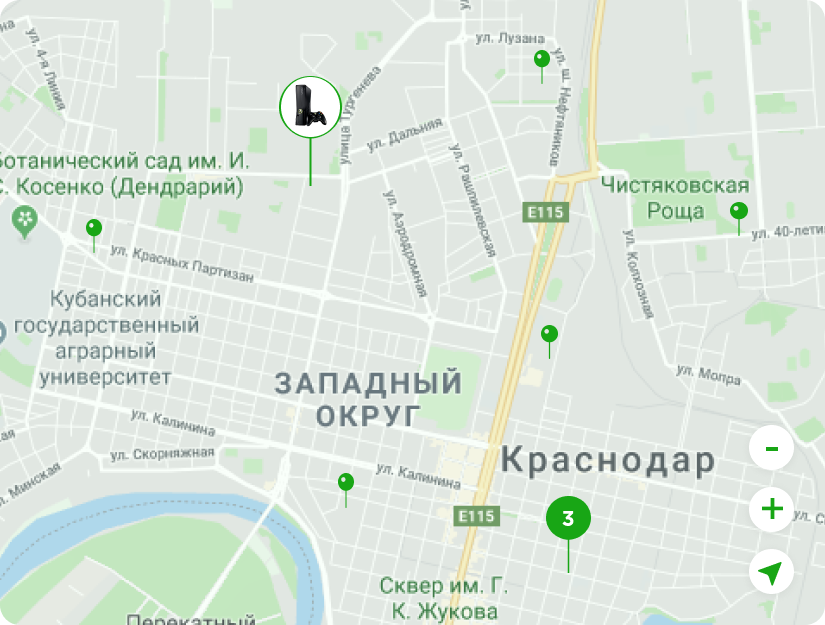 ул. Лузана
ул. 4-я Линия
улица Тургенева
ул. Дальняя
ул. ш. Нефтяников
ул. Рашпилевская
Ботанический сад им. И.
С. Косенко (Дендрарий)
Чистяковская
Роща
E115
ул. Аэродромная
ул. 40-лети
ул. Колхозная
ул. Красных Партизан
Кубанский
государственный
аграрный
университет
ЗАПАДНЫЙ
ОКРУГ
ул. Мопра
ул. Калинина
ул. Скорняжная
ул. Калинина
Краснодар
-
л. Минская
+
E115
3
ул. С
Сквер им. Г.
К. Жукова
Перекатный